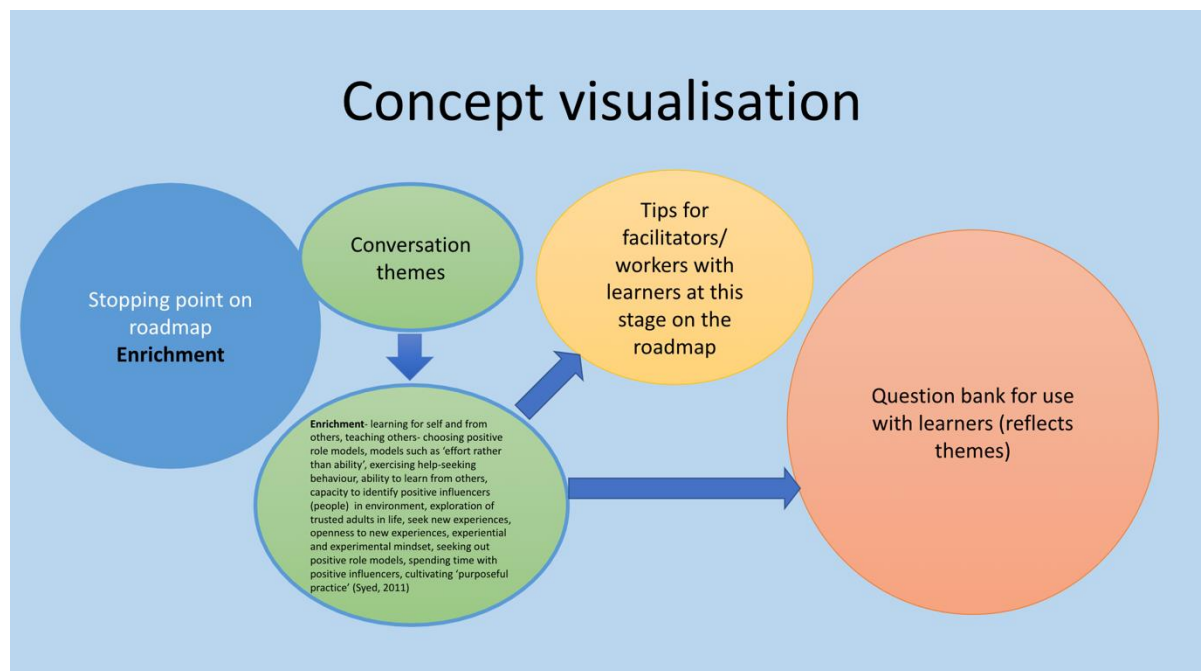 Concept visualisation
Stopping point on
roadmap
Enrichment
Conversation
themes
Enrichment- learning for self and from
others, teaching others- choosing positive
role models, models such as ‘effort rather
than ability’, exercising help-seeking
behaviour, ability to learn from others,
capacity to identify positive influencers
(people) in environment, exploration of
trusted adults in life, seek new experiences,
openness to new experiences, experiential
and experimental mindset, seeking out
positive role models, spending time with
positive influencers, cultivating ‘purposeful
practice’ (Syed, 2011)
Tips for
facilitators/
workers with
learners at this
stage on the
roadmap
Question bank for use
with learners (reflects
themes)